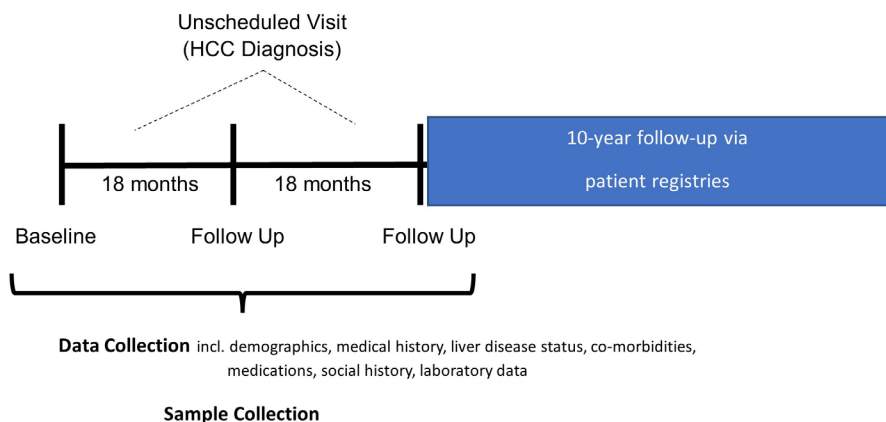 Unscheduled Visit
(HCC Diagnosis)
10-year follow-up via
patient registries
18 months
18 months
Baseline
Follow Up
Follow Up
Data Collection incl. demographics, medical history, liver disease status, co-morbidities,
medications, social history, laboratory data
Sample Collection